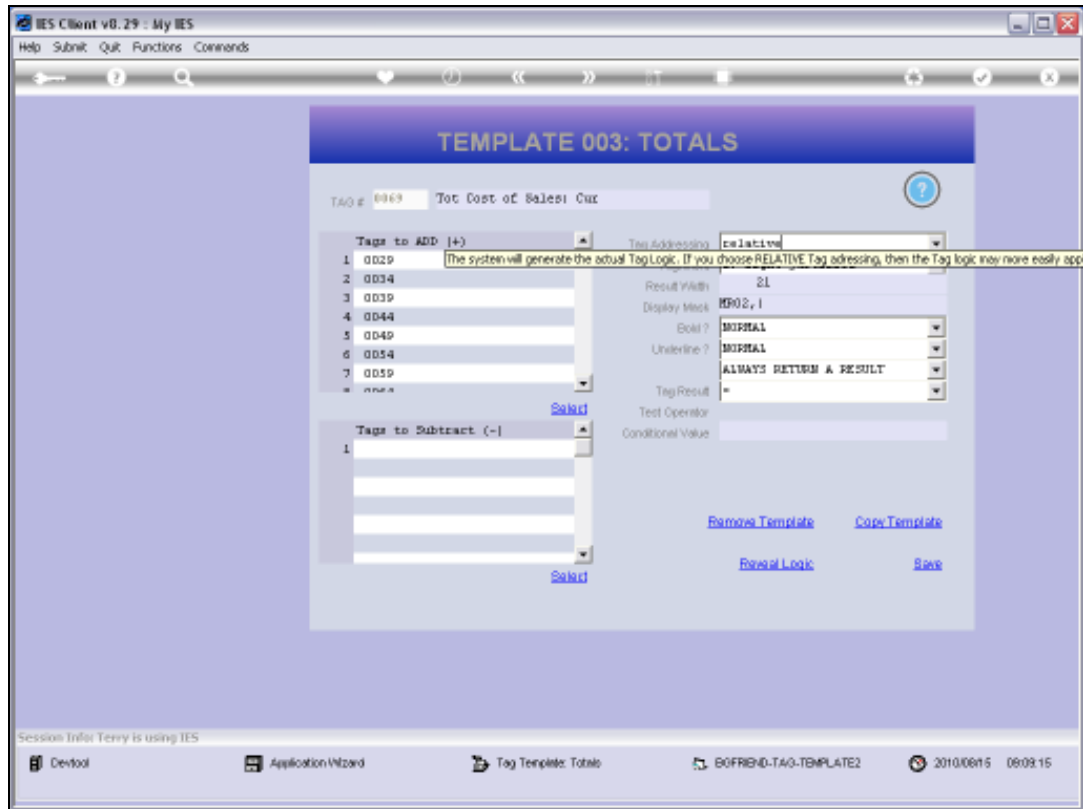 IES Client v8.29 : My IES
Help Submit Quit Functions Commands
TEMPLATE 003: TOTALS
TAG # 0069 Tot Cost of Sales: Cur
Tags to ADD (+)
1 0029
2 0034
3 0039
4 0044
5 0049
6 0054
7 0059
8 0064
Select
Tags to Subtract (-)
1
Select
Tag Addressing relative
The system will generate the actual Tag Logic. If you choose RELATIVE Tag adressing, then the Tag logic may more easily app
Result Width 21
Display Mask MR02,|
Bold ? NORMAL
Underline ? NORMAL
ALWAYS RETURN A RESULT
Tag Result =
Test Operator
Conditional Value
Remove Template Copy Template
Reveal Logic Save
Session Info: Terry is using IES
Devtool Application Wizard Tag Template: Totals BGFRIEND-TAG-TEMPLATE2 2010/08/15 09:09:15